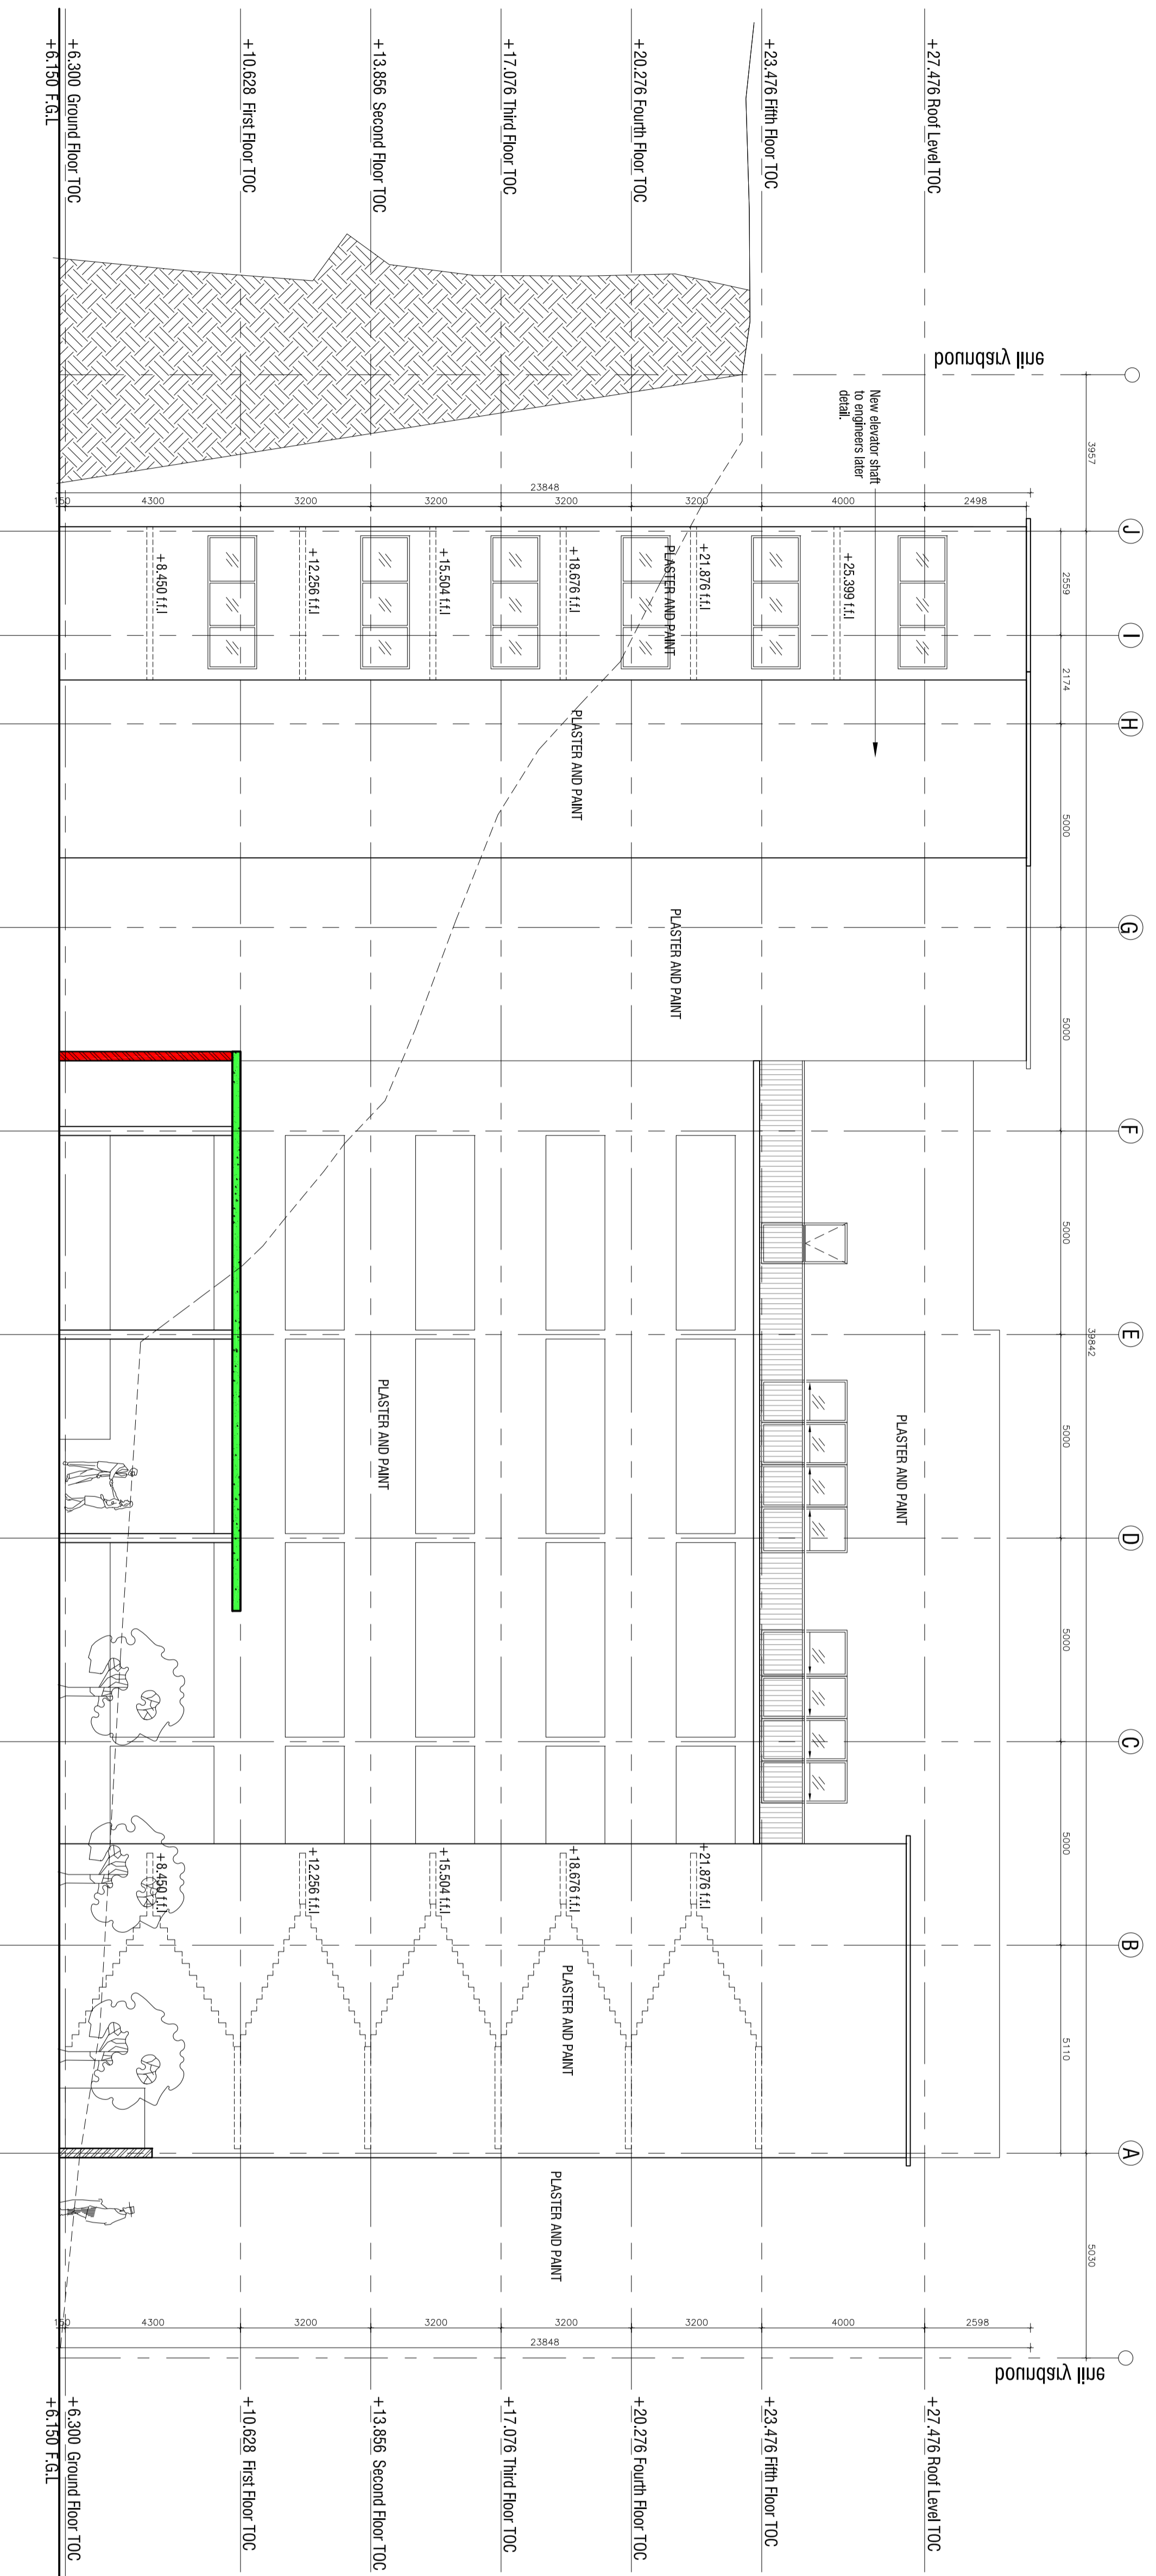 boundary line
3957
J
2559
I
2174
H
5000
G
5000
F
5000
E
39842
5000
D
5000
C
5000
B
5110
A
5030
boundary line
+27.476 Roof Level TOC
+23.476 Fifth Floor TOC
+20.276 Fourth Floor TOC
+17.076 Third Floor TOC
+13.856 Second Floor TOC
+10.628 First Floor TOC
+6.300 Ground Floor TOC
+6.150 F.G.L
New elevator shaft
to engineers later
detail.
2498
4000
3200
3200
3200
3200
4300
150
23848
+25.399 f.f.l
+21.876 f.f.l
+18.676 f.f.l
+15.504 f.f.l
+12.256 f.f.l
+8.450 f.f.l
PLASTER AND PAINT
PLASTER AND PAINT
PLASTER AND PAINT
PLASTER AND PAINT
PLASTER AND PAINT
+21.876 f.f.l
+18.676 f.f.l
+15.504 f.f.l
+12.256 f.f.l
+8.450 f.f.l
PLASTER AND PAINT
PLASTER AND PAINT
2598
4000
3200
3200
3200
3200
4300
150
23848
+27.476 Roof Level TOC
+23.476 Fifth Floor TOC
+20.276 Fourth Floor TOC
+17.076 Third Floor TOC
+13.856 Second Floor TOC
+10.628 First Floor TOC
+6.300 Ground Floor TOC
+6.150 F.G.L